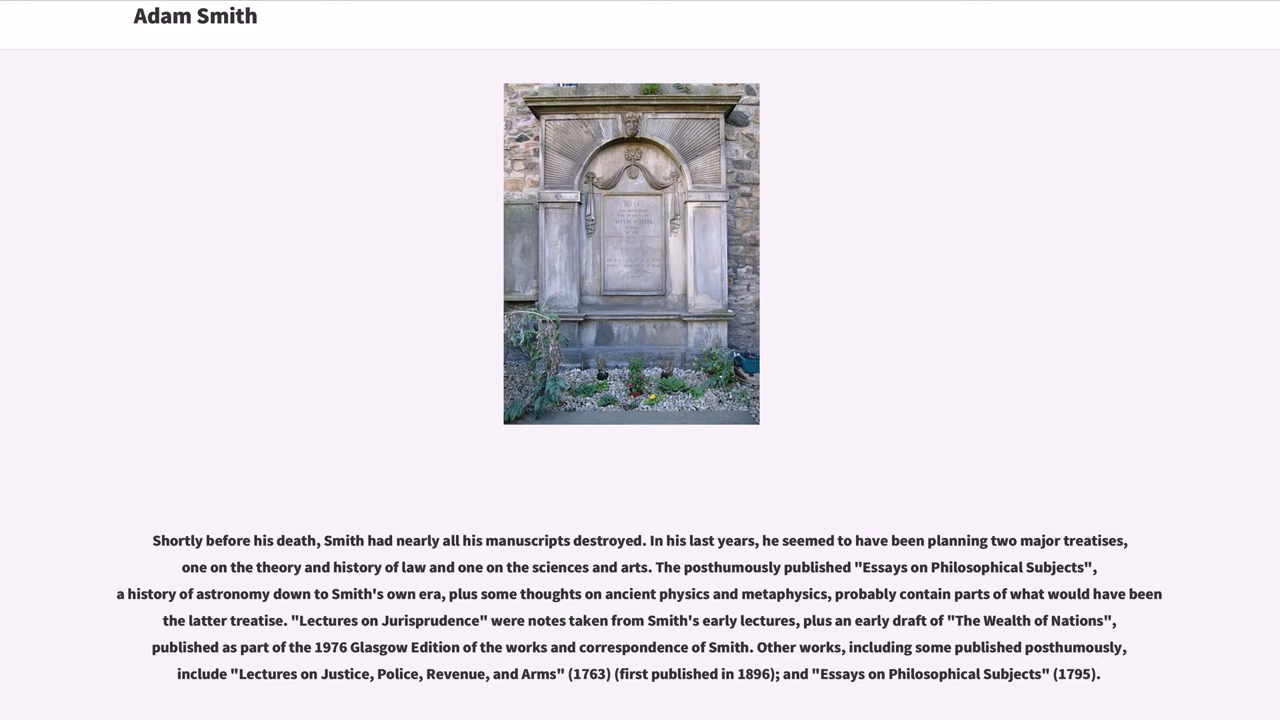 Adam Smith
Shortly before his death, Smith had nearly all his manuscripts destroyed. In his last years, he seemed to have been planning two major treatises,
one on the theory and history of law and one on the sciences and arts. The posthumously published "Essays on Philosophical Subjects",
a history of astronomy down to Smith's own era, plus some thoughts on ancient physics and metaphysics, probably contain parts of what would have been
the latter treatise. "Lectures on Jurisprudence" were notes taken from Smith's early lectures, plus an early draft of "The Wealth of Nations",
published as part of the 1976 Glasgow Edition of the works and correspondence of Smith. Other works, including some published posthumously,
include "Lectures on Justice, Police, Revenue, and Arms" (1763) (first published in 1896); and "Essays on Philosophical Subjects" (1795).